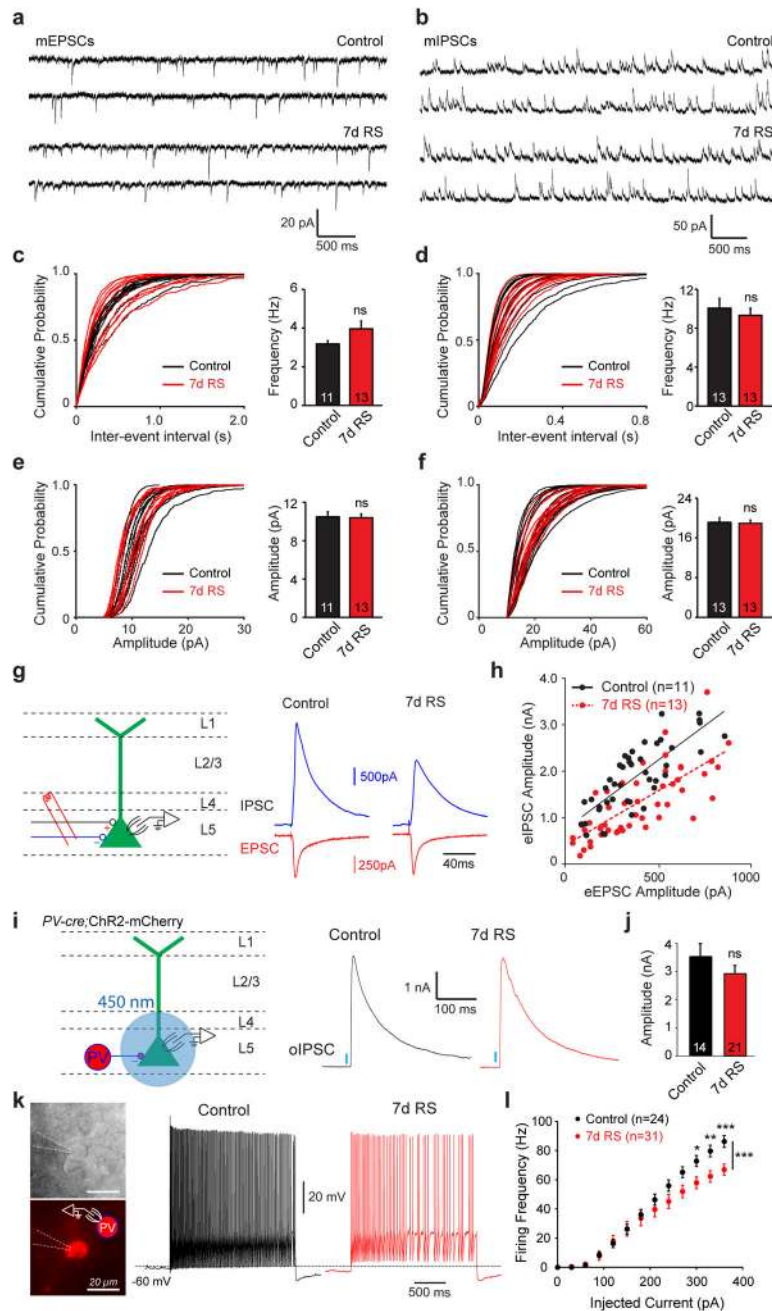 a
mEPSCs
Control
7d RS
20 pA
500 ms
b
mIPSCs
Control
7d RS
50 pA
500 ms
c
Cumulative Probability
1.0
0.5
0
0
1.0
2.0
Inter-event interval (s)
Control
7d RS
Frequency (Hz)
6
4
2
0
ns
11
13
Control
7d RS
d
Cumulative Probability
1.0
0.5
0
0
0.4
0.8
Inter-event interval (s)
Control
7d RS
Frequency (Hz)
15
10
5
0
ns
13
13
Control
7d RS
e
Cumulative Probability
1.0
0.5
0
0
10
20
30
Amplitude (pA)
Control
7d RS
Amplitude (pA)
15
10
5
0
ns
11
13
Control
7d RS
f
Cumulative Probability
1.0
0.5
0
0
20
40
60
Amplitude (pA)
Control
7d RS
Amplitude (pA)
24
16
8
0
ns
13
13
Control
7d RS
g
L1
L2/3
L4
L5
Control
7d RS
500pA
IPSC
EPSC
250pA
40ms
h
Control (n=11)
7d RS (n=13)
eIPSC Amplitude (nA)
4.0
3.0
2.0
1.0
0
0
500
1000
eEPSC Amplitude (pA)
i
PV-cre;ChR2-mCherry
450 nm
PV
L1
L2/3
L4
L5
Control
7d RS
1 nA
100 ms
oIPSC
j
Amplitude (nA)
4
3
2
1
0
ns
14
21
Control
7d RS
k
PV
20 μm
Control
7d RS
20 mV
-60 mV
500 ms
l
Control (n=24)
7d RS (n=31)
Firing Frequency (Hz)
100
80
60
40
20
0
0
100
200
300
400
Injected Current (pA)
*
**
***
***